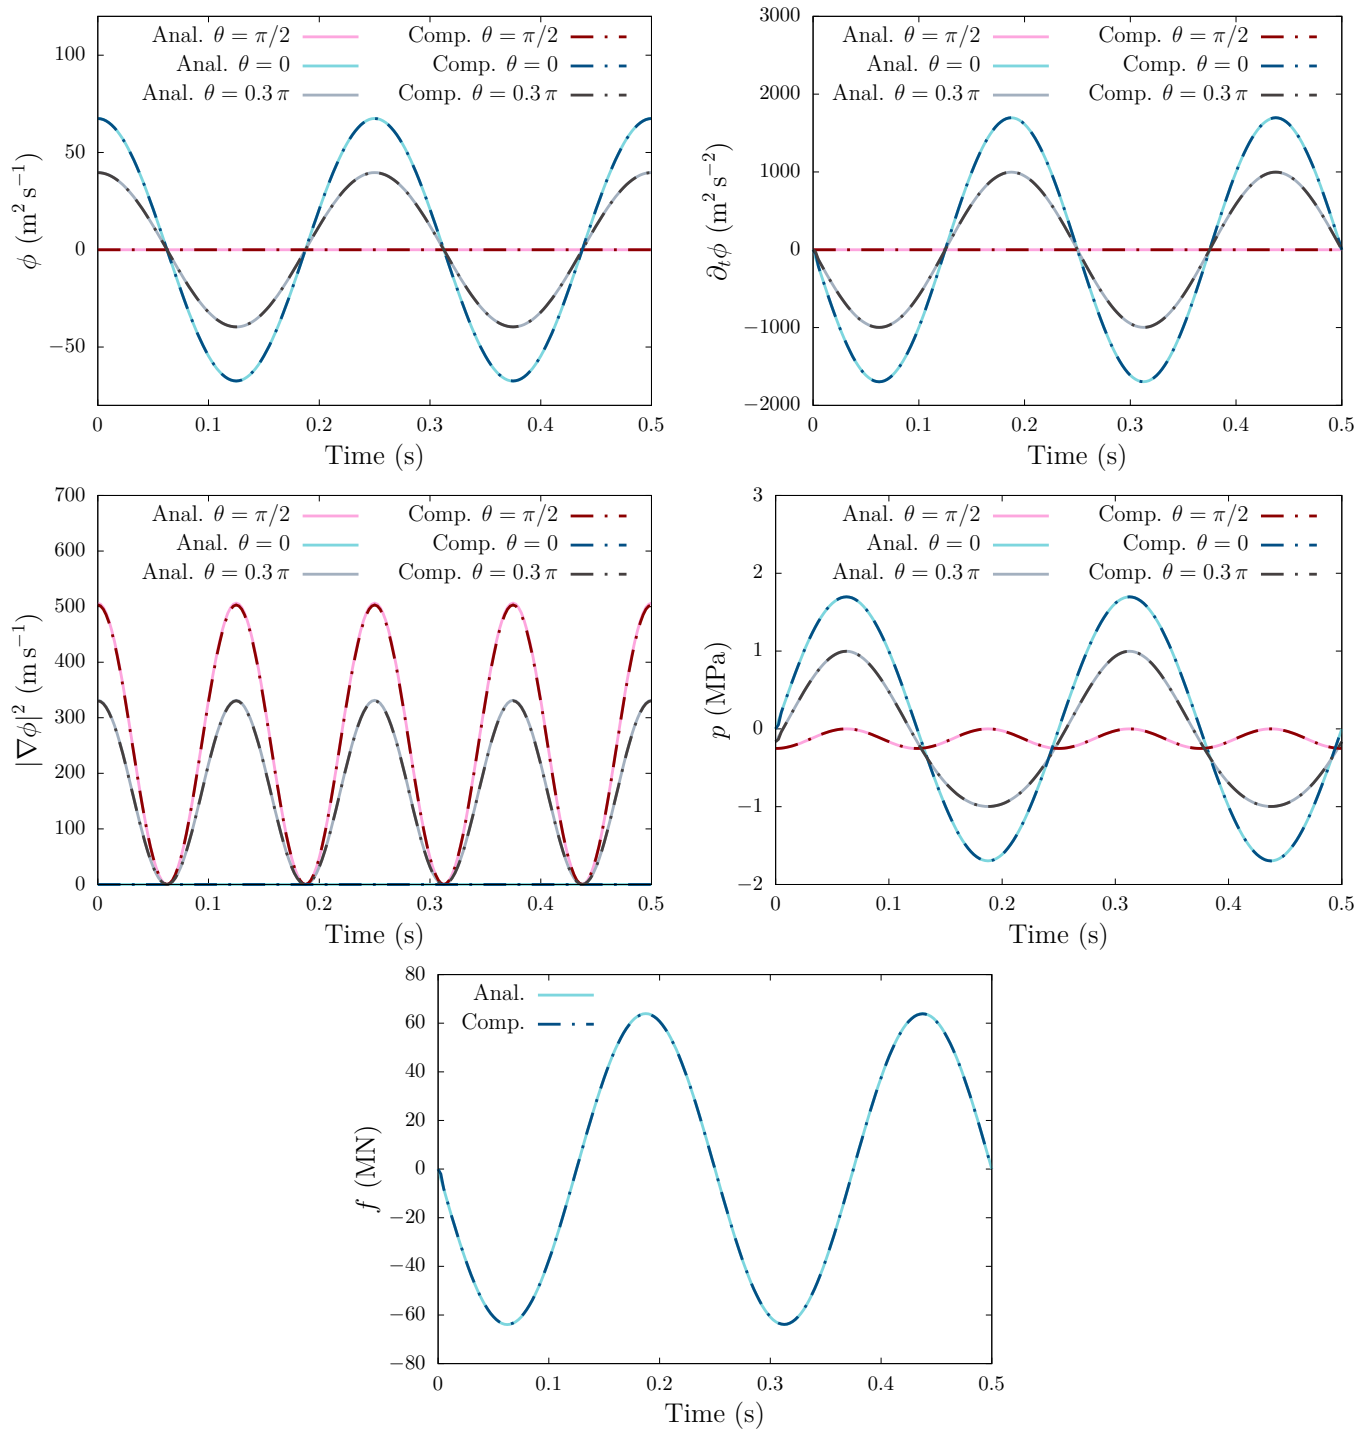 Anal. θ = π/2 Comp. θ = π/2
Anal. θ = 0 Comp. θ = 0
Anal. θ = 0.3 π Comp. θ = 0.3 π
100
50
0
−50
ϕ (m² s⁻¹)
0 0.1 0.2 0.3 0.4 0.5
Time (s)
Anal. θ = π/2 Comp. θ = π/2
Anal. θ = 0 Comp. θ = 0
Anal. θ = 0.3 π Comp. θ = 0.3 π
3000
2000
1000
0
−1000
−2000
∂ₜϕ (m² s⁻²)
0 0.1 0.2 0.3 0.4 0.5
Time (s)
Anal. θ = π/2 Comp. θ = π/2
Anal. θ = 0 Comp. θ = 0
Anal. θ = 0.3 π Comp. θ = 0.3 π
700
600
500
400
300
200
100
0
|∇ϕ|² (m s⁻¹)
0 0.1 0.2 0.3 0.4 0.5
Time (s)
Anal. θ = π/2 Comp. θ = π/2
Anal. θ = 0 Comp. θ = 0
Anal. θ = 0.3 π Comp. θ = 0.3 π
3
2
1
0
−1
−2
p (MPa)
0 0.1 0.2 0.3 0.4 0.5
Time (s)
Anal.
Comp.
80
60
40
20
0
−20
−40
−60
−80
f (MN)
0 0.1 0.2 0.3 0.4 0.5
Time (s)